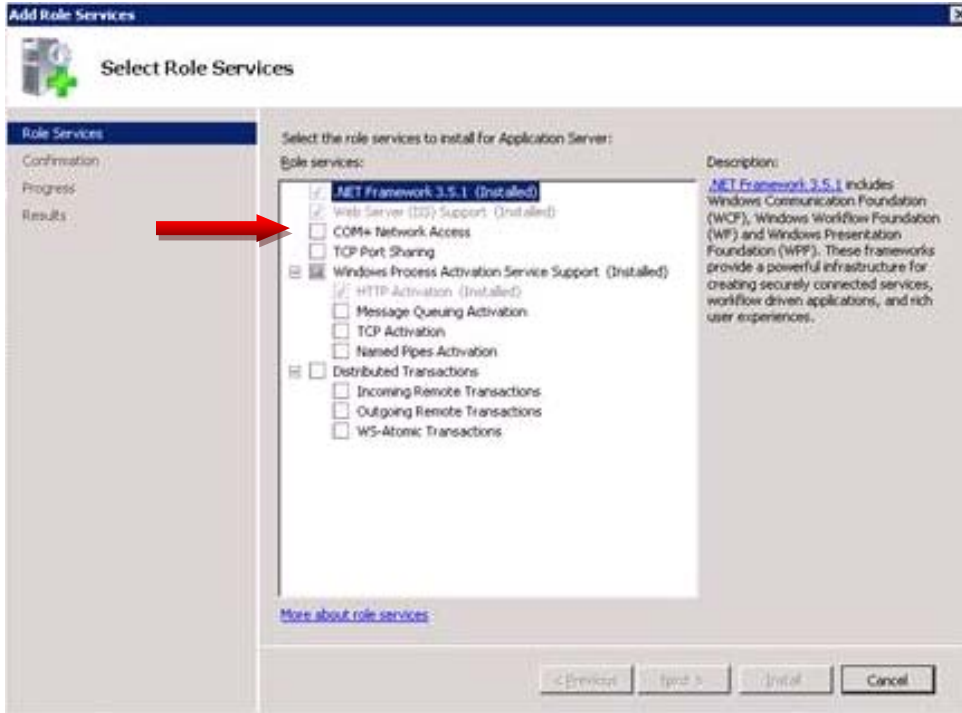 Add Role Services
Select Role Services
Role Services
Confirmation
Progress
Results
Select the role services to install for Application Server:
Role services:
.NET Framework 3.5.1 (Installed)
Web Server (IIS) Support (Installed)
COM+ Network Access
TCP Port Sharing
Windows Process Activation Service Support (Installed)
HTTP Activation (Installed)
Message Queuing Activation
TCP Activation
Named Pipes Activation
Distributed Transactions
Incoming Remote Transactions
Outgoing Remote Transactions
WS-Atomic Transactions
More about role services
Description:
.NET Framework 3.5.1 includes
Windows Communication Foundation
(WCF), Windows Workflow Foundation
(WF) and Windows Presentation
Foundation (WPF). These frameworks
provide a powerful infrastructure for
creating securely connected services,
workflow driven applications, and rich
user experiences.
< Previous
Next >
Install
Cancel